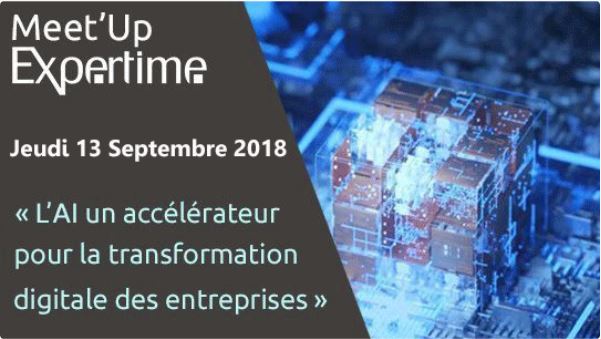 Meet’Up
Expertime
Jeudi 13 Septembre 2018
« L’AI un accélérateur
pour la transformation
digitale des entreprises »